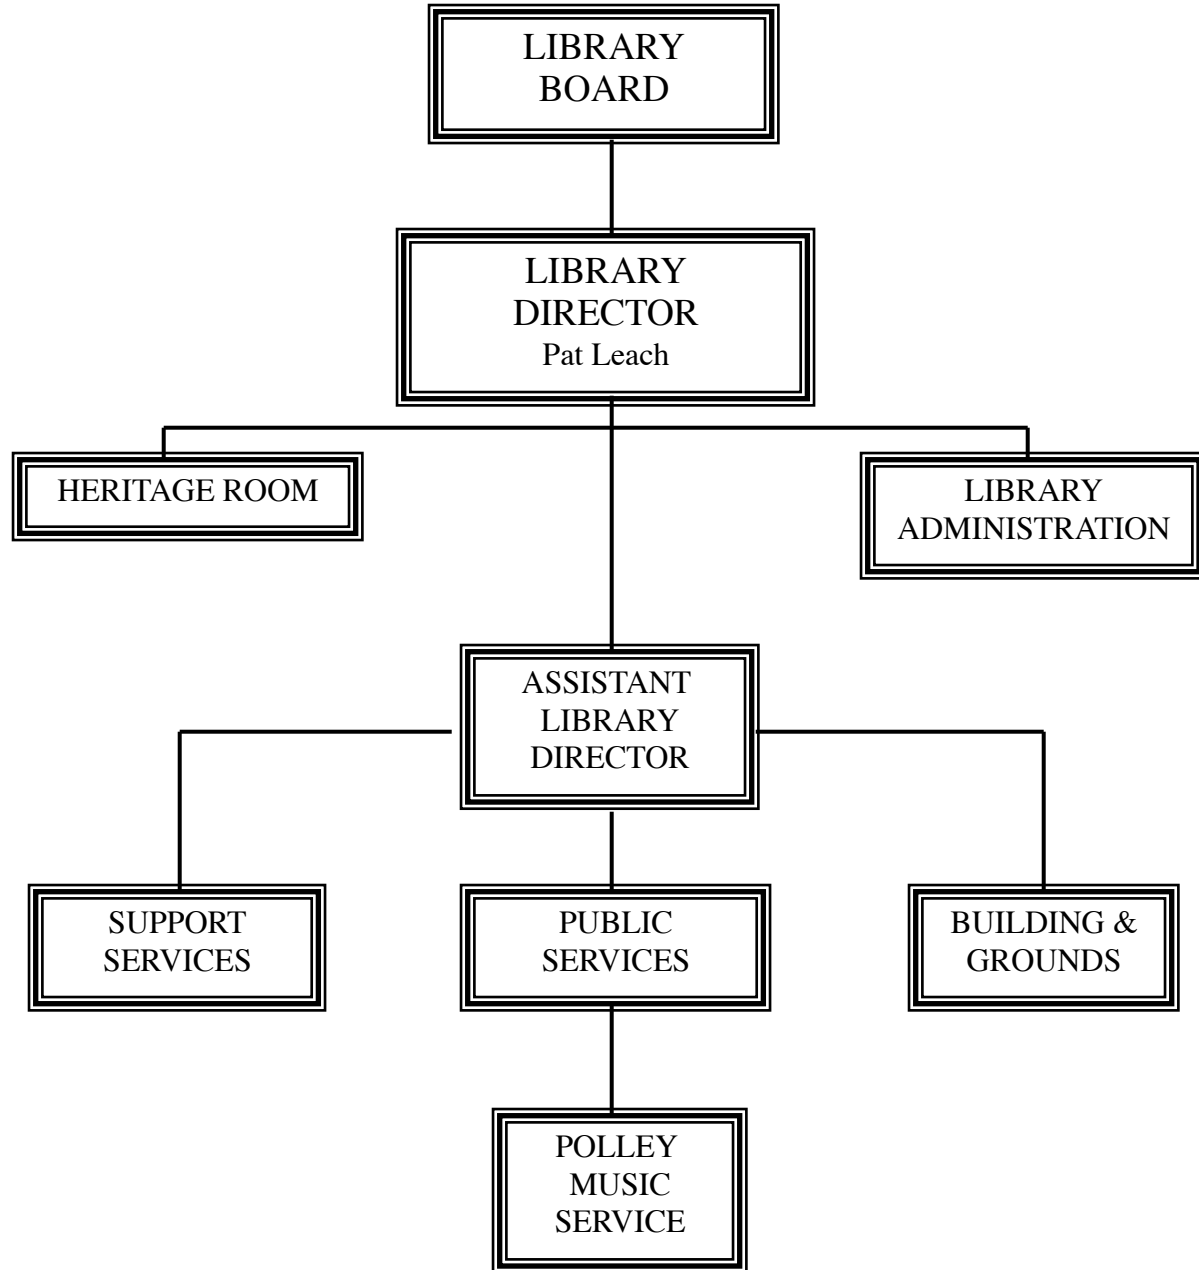 LIBRARY
BOARD
LIBRARY
DIRECTOR
Pat Leach
HERITAGE ROOM
LIBRARY
ADMINISTRATION
ASSISTANT
LIBRARY
DIRECTOR
SUPPORT
SERVICES
PUBLIC
SERVICES
BUILDING &
GROUNDS
POLLEY
MUSIC
SERVICE